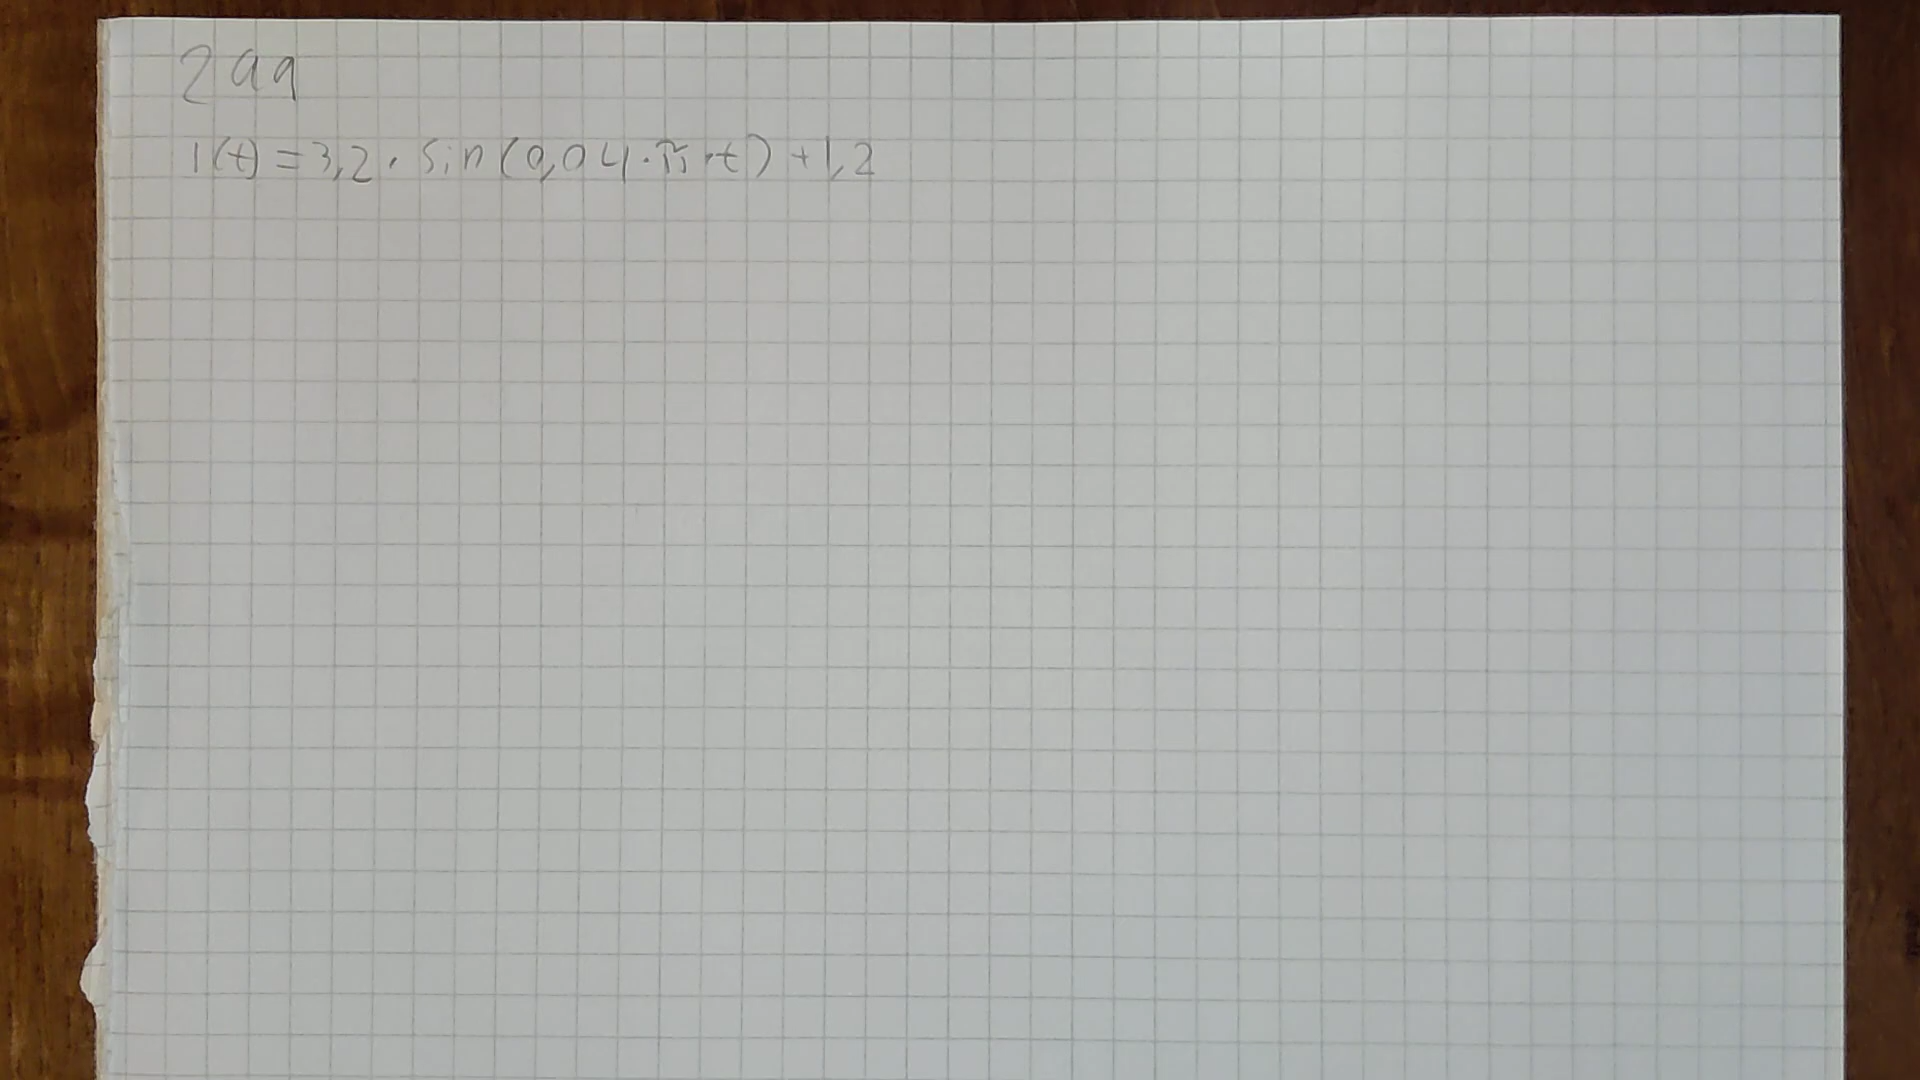 2aa
I(t) = 3,2 · sin(0,04 · π · t) + 1,2